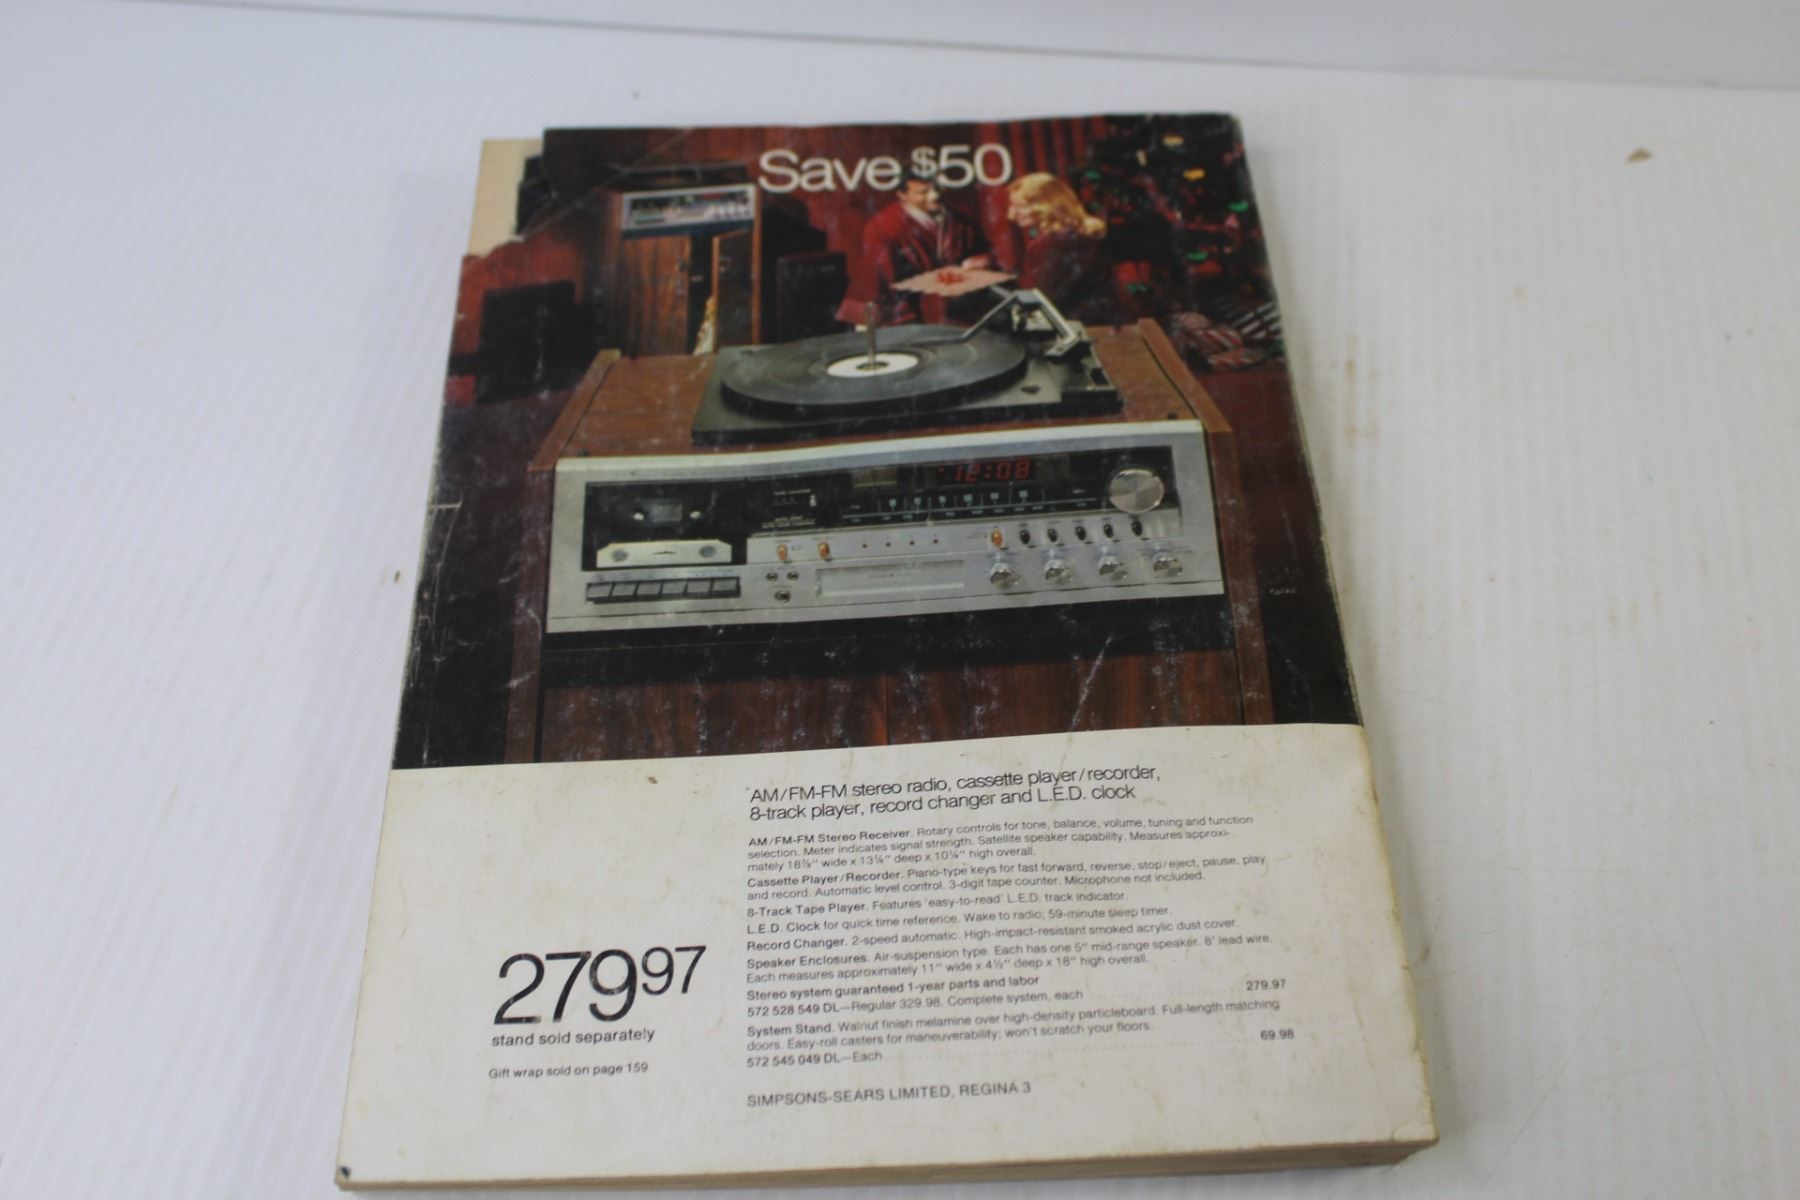 Save $50
12:08
AM/FM-FM stereo radio, cassette player/recorder,
8-track player, record changer and L.E.D. clock
AM/FM-FM Stereo Receiver. Rotary controls for tone, balance, volume, tuning and function
selection. Meter indicates signal strength. Satellite speaker capability. Measures approxi-
mately 18⅞" wide x 13¼" deep x 10¼" high overall.
Cassette Player/Recorder. Piano-type keys for fast forward, reverse, stop/eject, pause, play
and record. Automatic level control. 3-digit tape counter. Microphone not included.
8-Track Tape Player. Features 'easy-to-read' L.E.D. track indicator.
L.E.D. Clock for quick time reference. Wake to radio; 59-minute sleep timer.
Record Changer. 2-speed automatic. High-impact-resistant smoked acrylic dust cover.
Speaker Enclosures. Air-suspension type. Each has one 5" mid-range speaker. 8' lead wire.
Each measures approximately 11" wide x 4½" deep x 18" high overall.
Stereo system guaranteed 1-year parts and labor
572 528 549 DL—Regular 329.98. Complete system, each 279.97
System Stand. Walnut finish melamine over high-density particleboard. Full-length matching
doors. Easy-roll casters for maneuverability; won't scratch your floors.
572 545 049 DL—Each 69.98
279 97
stand sold separately
Gift wrap sold on page 159
SIMPSONS-SEARS LIMITED, REGINA 3